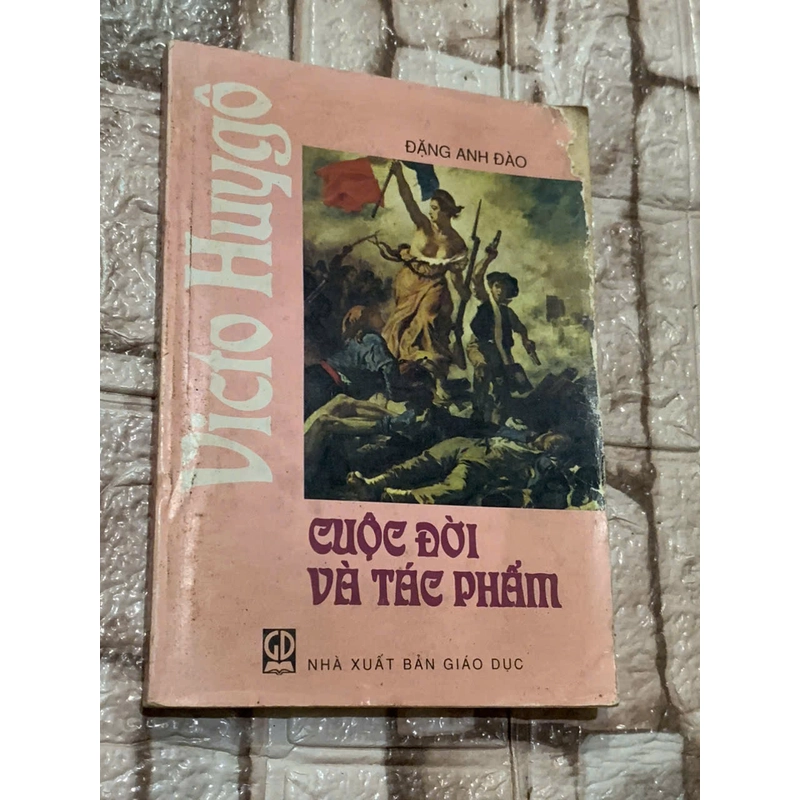 ĐẶNG ANH ĐÀO
Victo Huygô
CUỘC ĐỜI
VÀ TÁC PHẨM
GD
NHÀ XUẤT BẢN GIÁO DỤC